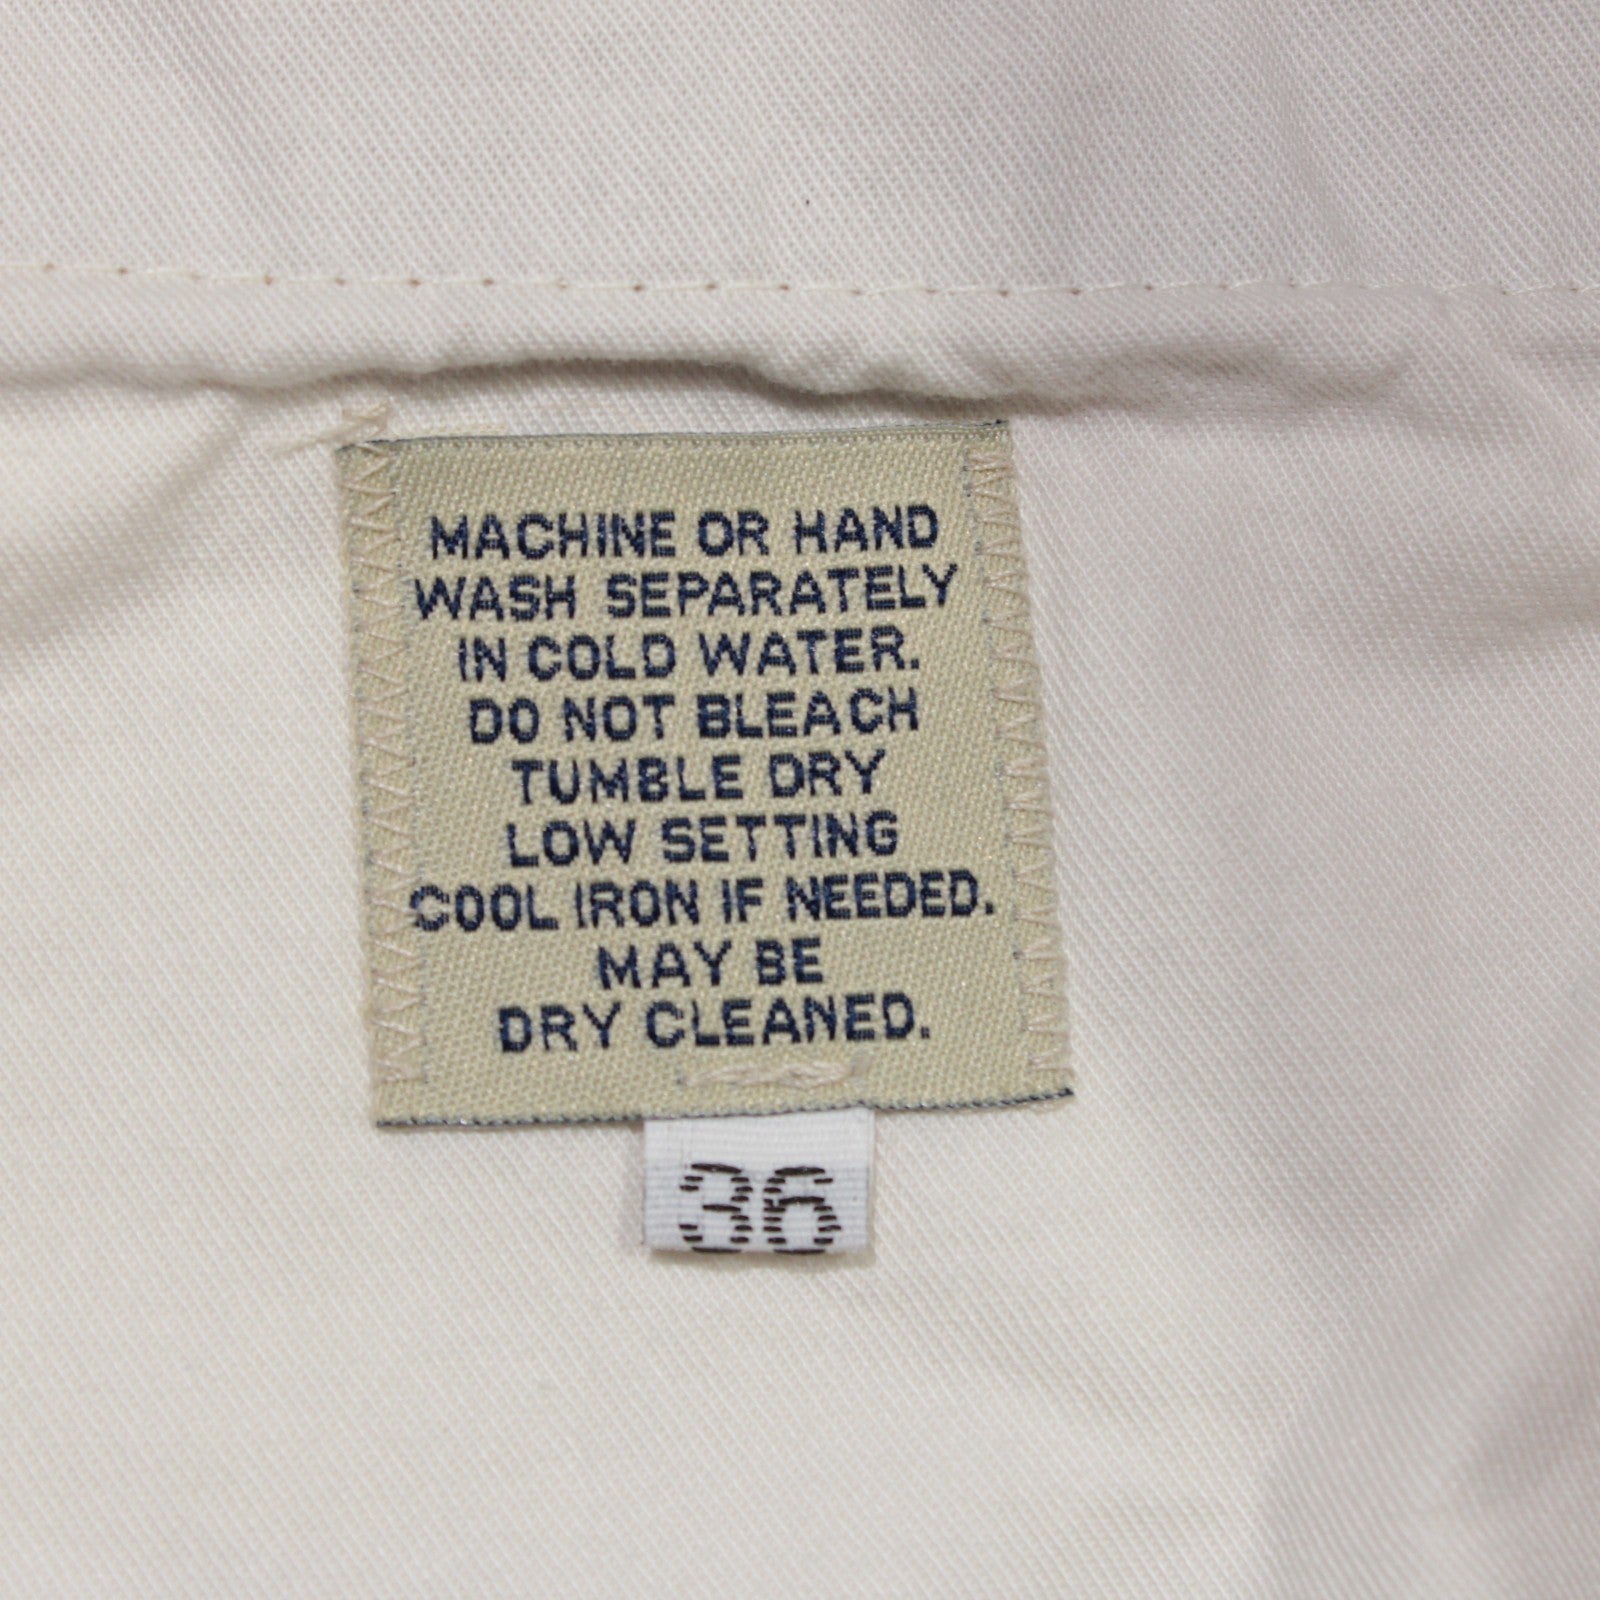 MACHINE OR HAND
WASH SEPARATELY
IN COLD WATER.
DO NOT BLEACH
TUMBLE DRY
LOW SETTING
COOL IRON IF NEEDED.
MAY BE
DRY CLEANED.
36